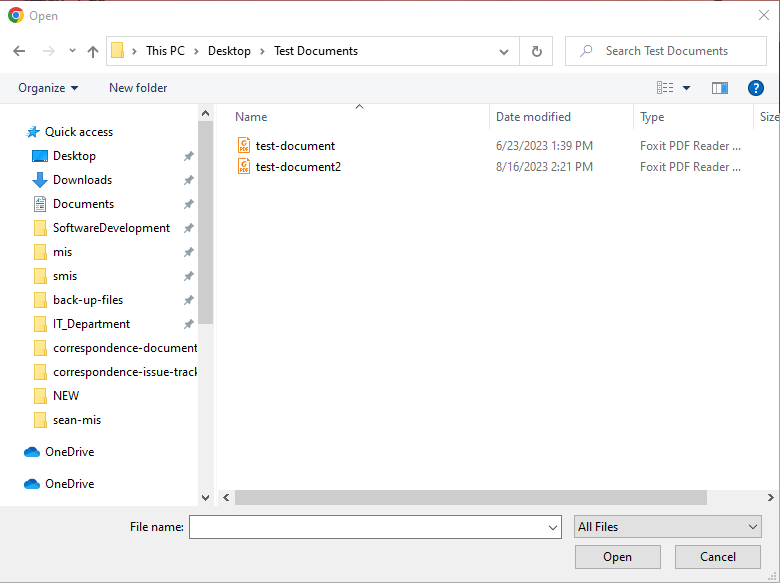 Open
This PC > Desktop > Test Documents
Search Test Documents
Organize
New folder
?
Name
Date modified
Type
Size
Quick access
Desktop
Downloads
Documents
SoftwareDevelopment
mis
smis
back-up-files
IT_Department
correspondence-document
correspondence-issue-track
NEW
sean-mis
OneDrive
OneDrive
test-document 6/23/2023 1:39 PM Foxit PDF Reader ...
test-document2 8/16/2023 2:21 PM Foxit PDF Reader ...
File name:
All Files
Open
Cancel